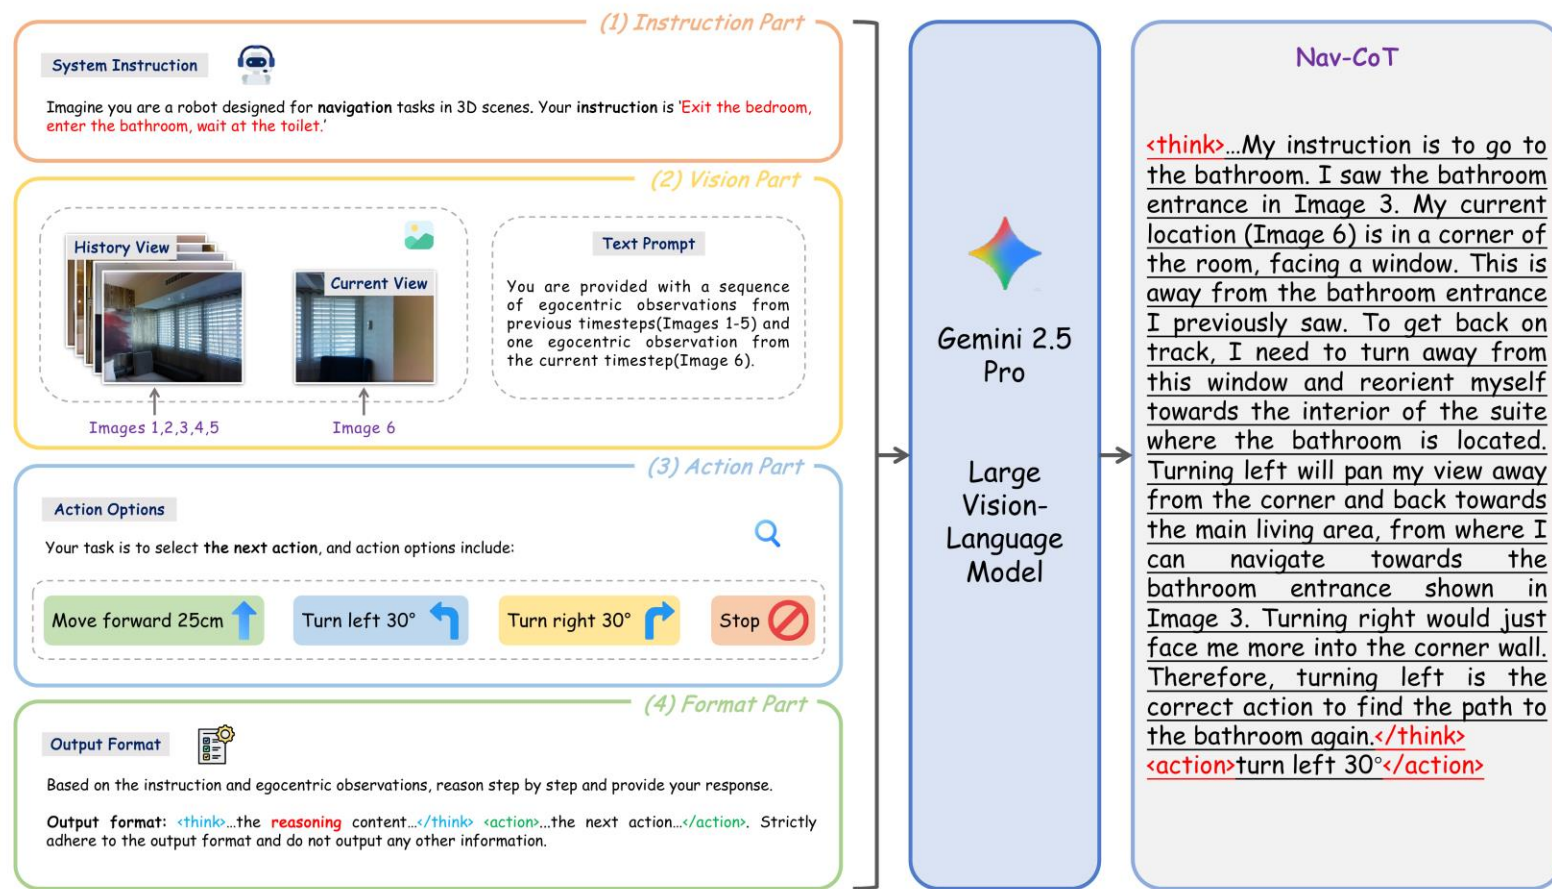 (1) Instruction Part
System Instruction
Imagine you are a robot designed for navigation tasks in 3D scenes. Your instruction is ‘Exit the bedroom,
enter the bathroom, wait at the toilet.’
(2) Vision Part
History View
Current View
Images 1,2,3,4,5
Image 6
Text Prompt
You are provided with a sequence
of egocentric observations from
previous timesteps(Images 1-5) and
one egocentric observation from
the current timestep(Image 6).
(3) Action Part
Action Options
Your task is to select the next action, and action options include:
Move forward 25cm
Turn left 30°
Turn right 30°
Stop
(4) Format Part
Output Format
Based on the instruction and egocentric observations, reason step by step and provide your response.
Output format: <think>…the reasoning content…</think> <action>…the next action…</action>. Strictly
adhere to the output format and do not output any other information.
Gemini 2.5
Pro
Large
Vision-
Language
Model
Nav-CoT
<think>…My instruction is to go to
the bathroom. I saw the bathroom
entrance in Image 3. My current
location (Image 6) is in a corner of
the room, facing a window. This is
away from the bathroom entrance
I previously saw. To get back on
track, I need to turn away from
this window and reorient myself
towards the interior of the suite
where the bathroom is located.
Turning left will pan my view away
from the corner and back towards
the main living area, from where I
can navigate towards the
bathroom entrance shown in
Image 3. Turning right would just
face me more into the corner wall.
Therefore, turning left is the
correct action to find the path to
the bathroom again.</think>
<action>turn left 30°</action>